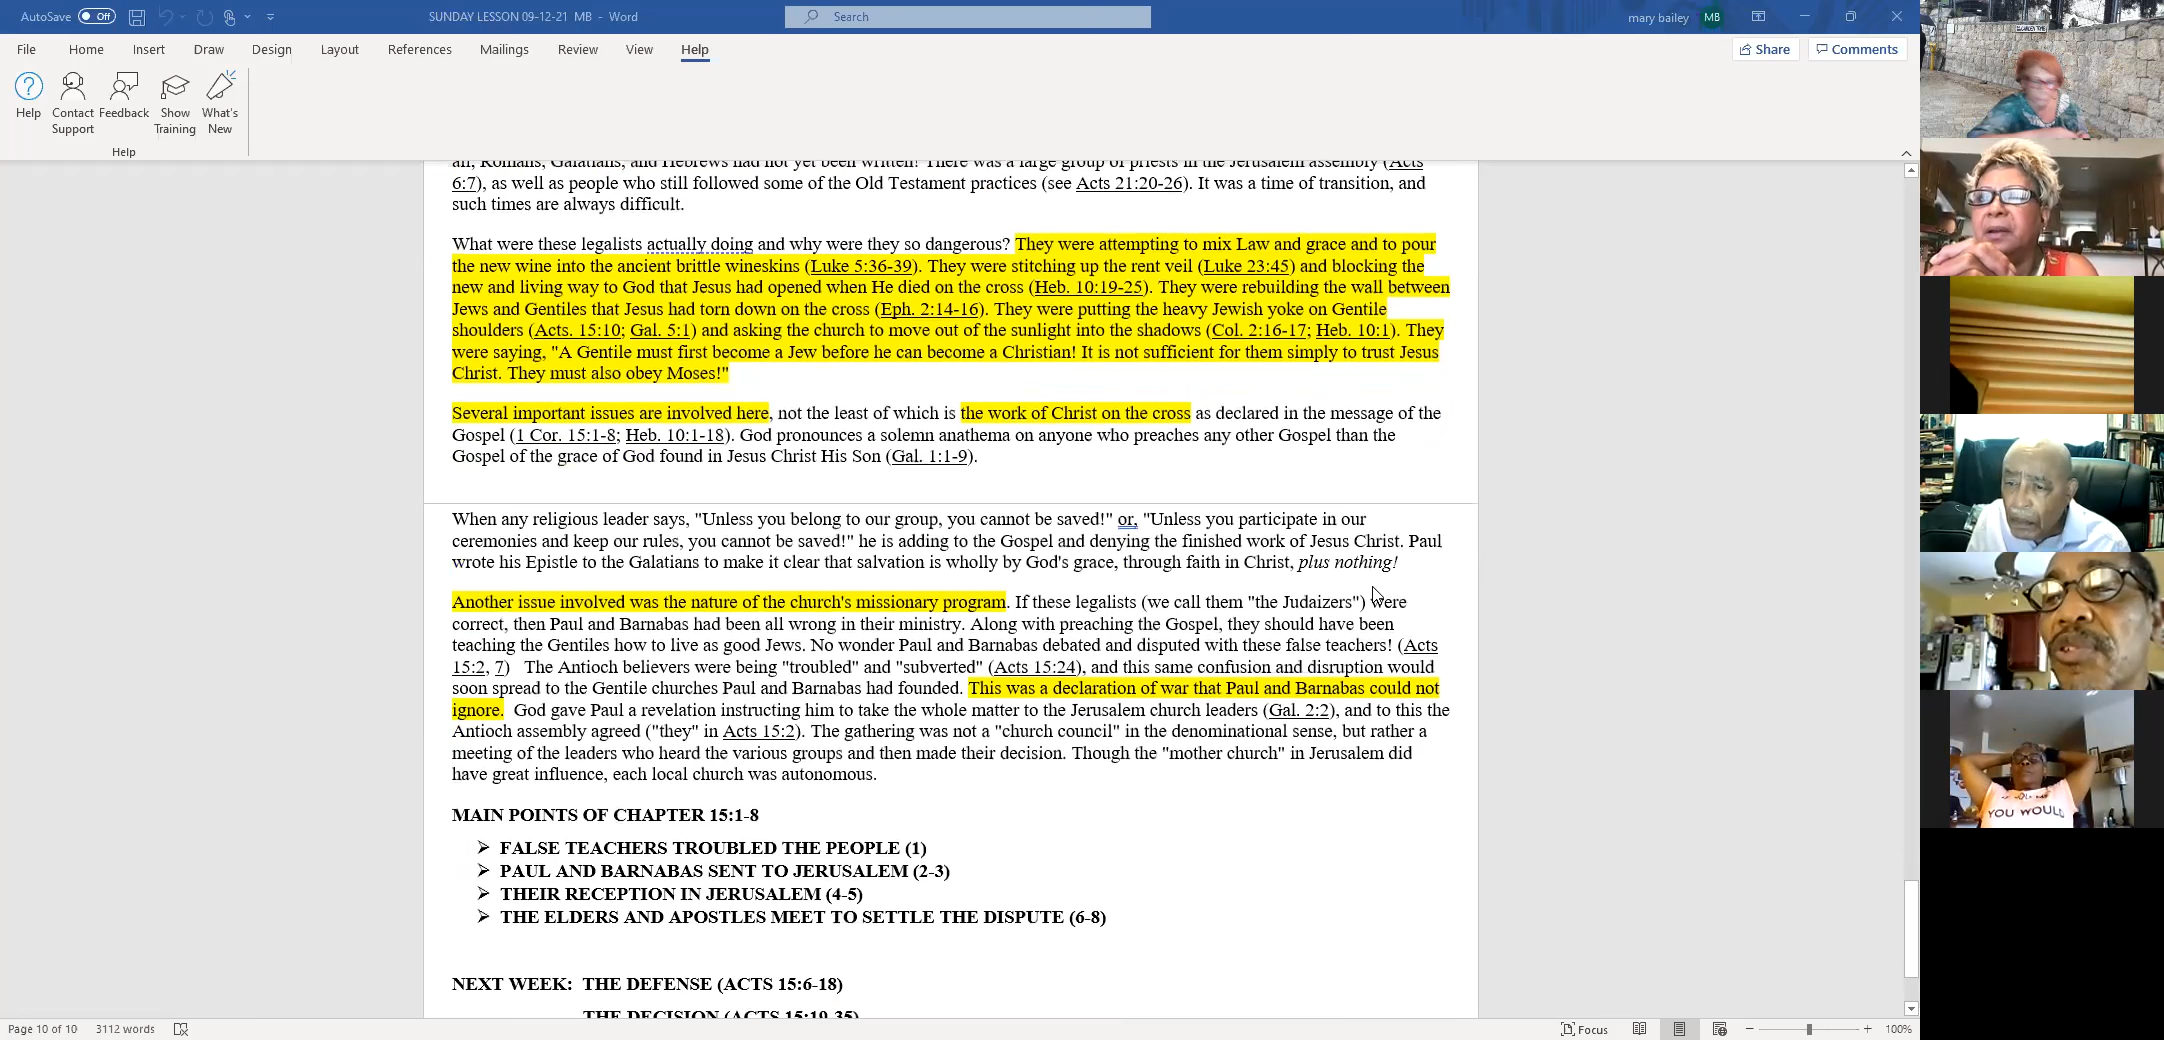 AutoSave Off
SUNDAY LESSON 09-12-21 MB - Word
Search
mary bailey MB
File Home Insert Draw Design Layout References Mailings Review View Help
Share Comments
Help Contact Support Feedback Show Training What's New
Help
an, Romans, Galatians, and Hebrews had not yet been written! There was a large group of priests in the Jerusalem assembly (Acts
6:7), as well as people who still followed some of the Old Testament practices (see Acts 21:20-26). It was a time of transition, and
such times are always difficult.
What were these legalists actually doing and why were they so dangerous? They were attempting to mix Law and grace and to pour
the new wine into the ancient brittle wineskins (Luke 5:36-39). They were stitching up the rent veil (Luke 23:45) and blocking the
new and living way to God that Jesus had opened when He died on the cross (Heb. 10:19-25). They were rebuilding the wall between
Jews and Gentiles that Jesus had torn down on the cross (Eph. 2:14-16). They were putting the heavy Jewish yoke on Gentile
shoulders (Acts. 15:10; Gal. 5:1) and asking the church to move out of the sunlight into the shadows (Col. 2:16-17; Heb. 10:1). They
were saying, "A Gentile must first become a Jew before he can become a Christian! It is not sufficient for them simply to trust Jesus
Christ. They must also obey Moses!"
Several important issues are involved here, not the least of which is the work of Christ on the cross as declared in the message of the
Gospel (1 Cor. 15:1-8; Heb. 10:1-18). God pronounces a solemn anathema on anyone who preaches any other Gospel than the
Gospel of the grace of God found in Jesus Christ His Son (Gal. 1:1-9).
When any religious leader says, "Unless you belong to our group, you cannot be saved!" or, "Unless you participate in our
ceremonies and keep our rules, you cannot be saved!" he is adding to the Gospel and denying the finished work of Jesus Christ. Paul
wrote his Epistle to the Galatians to make it clear that salvation is wholly by God's grace, through faith in Christ, plus nothing!
Another issue involved was the nature of the church's missionary program. If these legalists (we call them "the Judaizers") were
correct, then Paul and Barnabas had been all wrong in their ministry. Along with preaching the Gospel, they should have been
teaching the Gentiles how to live as good Jews. No wonder Paul and Barnabas debated and disputed with these false teachers! (Acts
15:2, 7) The Antioch believers were being "troubled" and "subverted" (Acts 15:24), and this same confusion and disruption would
soon spread to the Gentile churches Paul and Barnabas had founded. This was a declaration of war that Paul and Barnabas could not
ignore. God gave Paul a revelation instructing him to take the whole matter to the Jerusalem church leaders (Gal. 2:2), and to this the
Antioch assembly agreed ("they" in Acts 15:2). The gathering was not a "church council" in the denominational sense, but rather a
meeting of the leaders who heard the various groups and then made their decision. Though the "mother church" in Jerusalem did
have great influence, each local church was autonomous.
MAIN POINTS OF CHAPTER 15:1-8
➢ FALSE TEACHERS TROUBLED THE PEOPLE (1)
➢ PAUL AND BARNABAS SENT TO JERUSALEM (2-3)
➢ THEIR RECEPTION IN JERUSALEM (4-5)
➢ THE ELDERS AND APOSTLES MEET TO SETTLE THE DISPUTE (6-8)
NEXT WEEK: THE DEFENSE (ACTS 15:6-18)
THE DECISION (ACTS 15:19-35)
Page 10 of 10 3112 words
Focus
100%
YOU WOULD